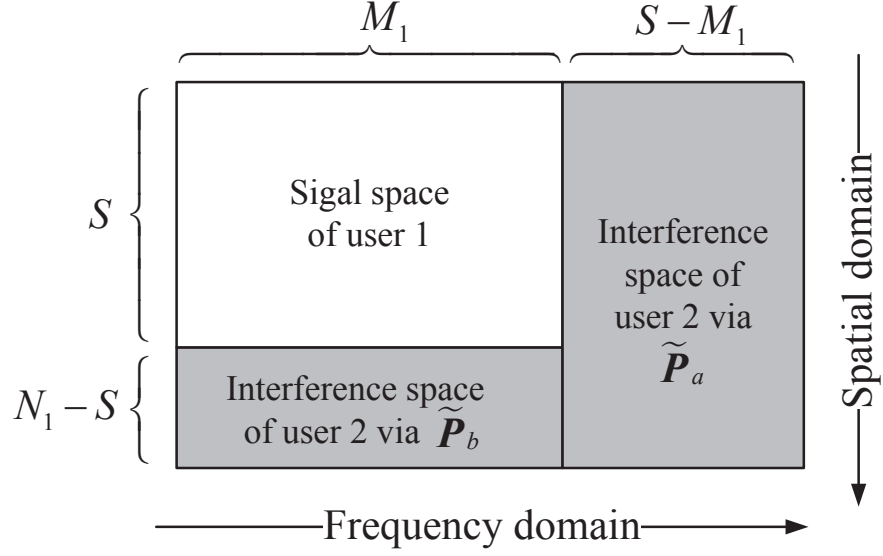 M₁
S − M₁
S
Sigal space
of user 1
Interference
space of
user 2 via
P̃ₐ
N₁ − S
Interference space
of user 2 via P̃_b
Spatial domain
Frequency domain